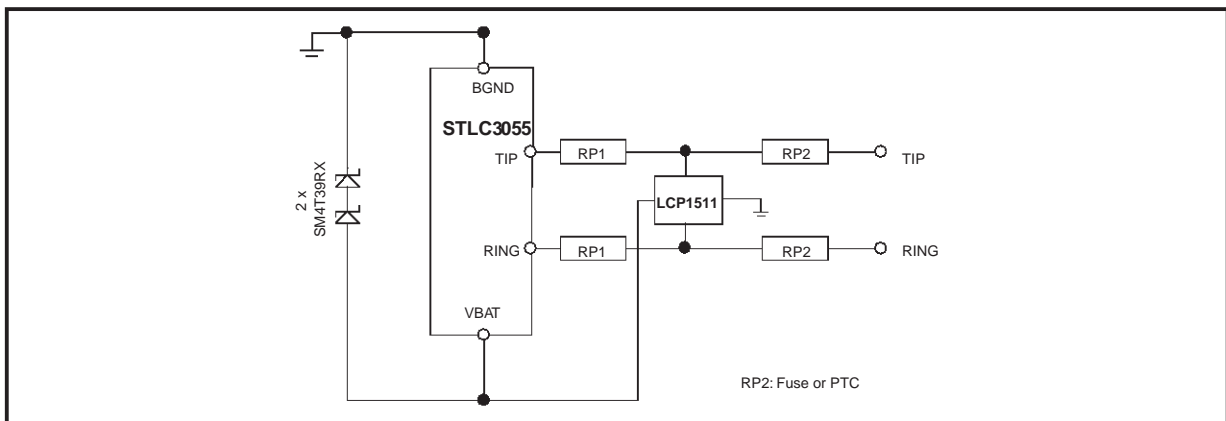 BGND
STLC3055
TIP
RP1
RP2
TIP
2 x
SM4T39RX
LCP1511
RING
RP1
RP2
RING
VBAT
RP2: Fuse or PTC